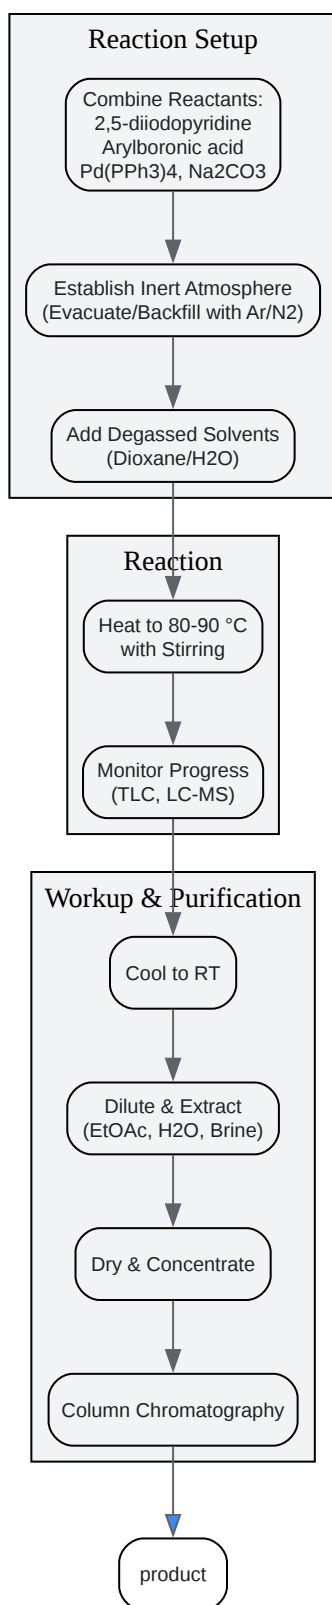 Reaction Setup
Combine Reactants:
2,5-diiodopyridine
Arylboronic acid
Pd(PPh3)4, Na2CO3
Establish Inert Atmosphere
(Evacuate/Backfill with Ar/N2)
Add Degassed Solvents
(Dioxane/H2O)
Reaction
Heat to 80-90 °C
with Stirring
Monitor Progress
(TLC, LC-MS)
Workup & Purification
Cool to RT
Dilute & Extract
(EtOAc, H2O, Brine)
Dry & Concentrate
Column Chromatography
product